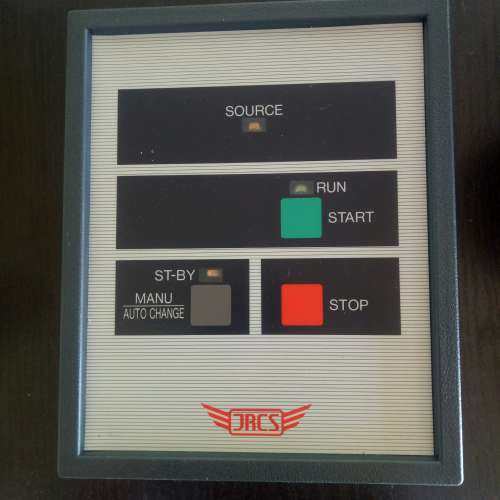 SOURCE
RUN
START
ST-BY
MANU
AUTO CHANGE
STOP
JRCS